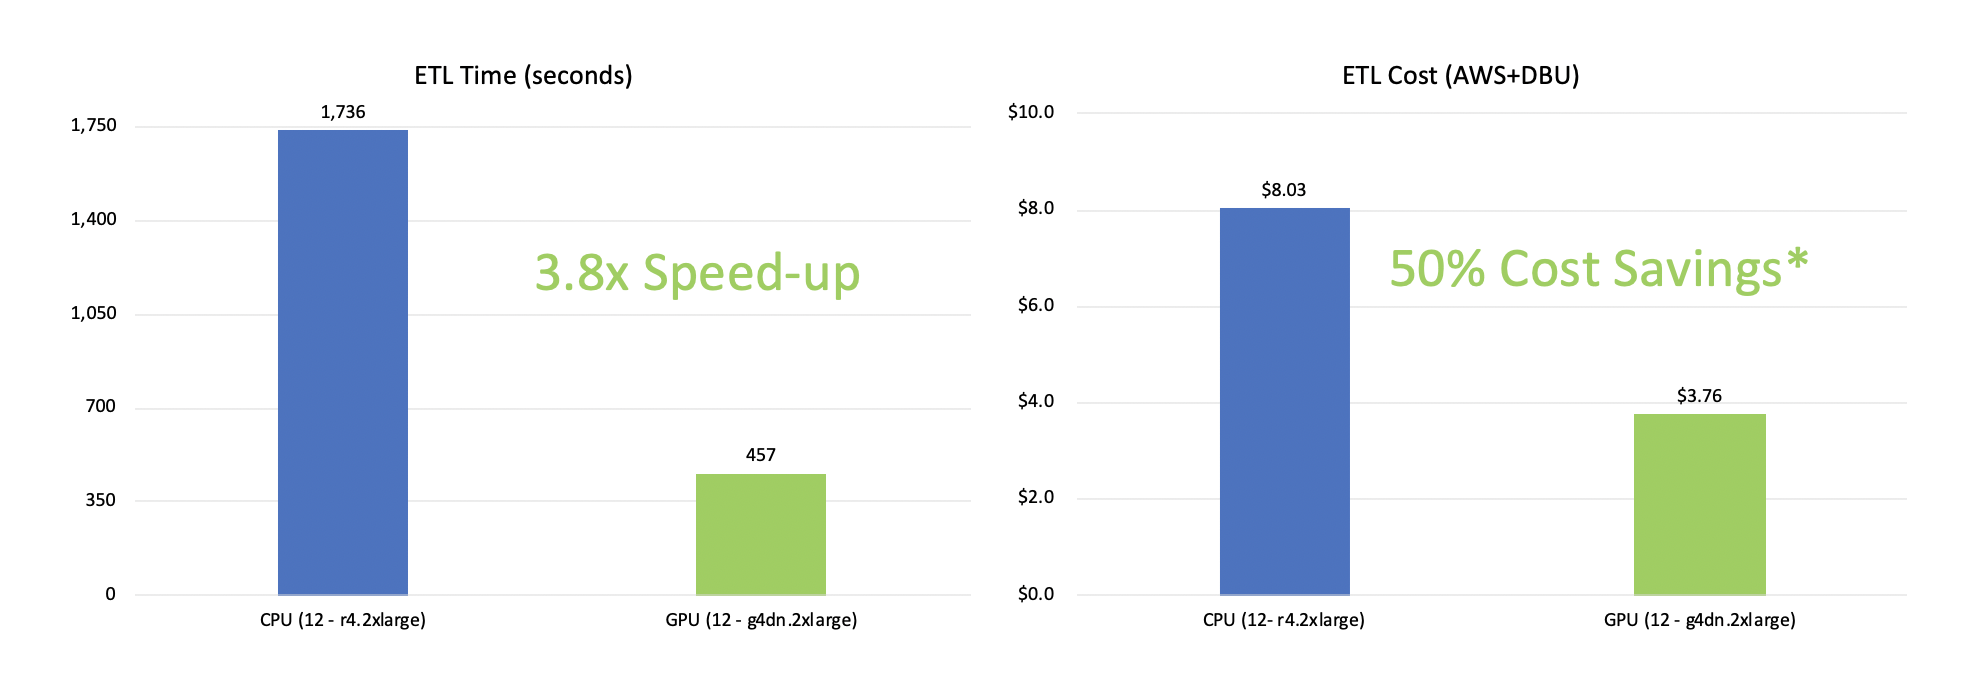 ETL Time (seconds)
1,736
1,750
1,400
1,050
700
350
0
3.8x Speed-up
457
CPU (12 - r4.2xlarge)
GPU (12 - g4dn.2xlarge)
ETL Cost (AWS+DBU)
$10.0
$8.0
$6.0
$4.0
$2.0
$0.0
$8.03
50% Cost Savings*
$3.76
CPU (12- r4.2xlarge)
GPU (12 - g4dn.2xlarge)